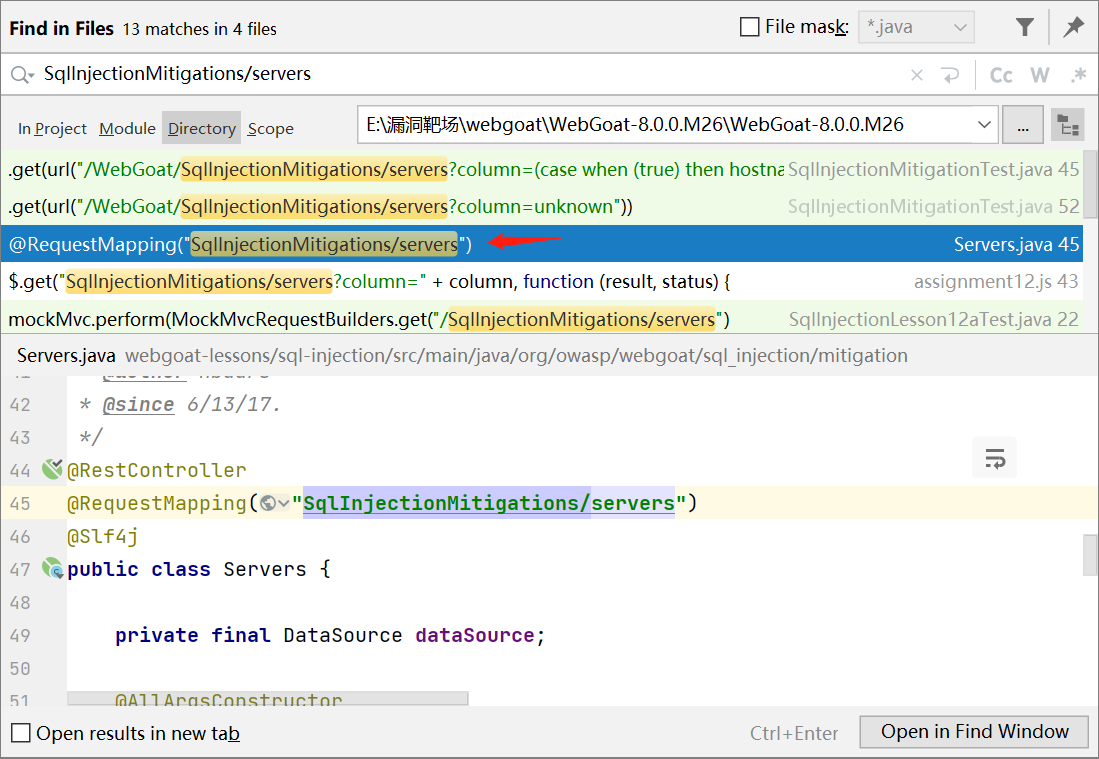 Find in Files 13 matches in 4 files File mask: *.java
SqlInjectionMitigations/servers Cc W .*
In Project Module Directory Scope E:\漏洞靶场\webgoat\WebGoat-8.0.0.M26\WebGoat-8.0.0.M26 ...
.get(url("/WebGoat/SqlInjectionMitigations/servers?column=(case when (true) then hostna SqlInjectionMitigationTest.java 45
.get(url("/WebGoat/SqlInjectionMitigations/servers?column=unknown")) SqlInjectionMitigationTest.java 52
@RequestMapping("SqlInjectionMitigations/servers") Servers.java 45
$.get("SqlInjectionMitigations/servers?column=" + column, function (result, status) { assignment12.js 43
mockMvc.perform(MockMvcRequestBuilders.get("/SqlInjectionMitigations/servers") SqlInjectionLesson12aTest.java 22
Servers.java webgoat-lessons/sql-injection/src/main/java/org/owasp/webgoat/sql_injection/mitigation
42 * @since 6/13/17.
43 */
44 @RestController
45 @RequestMapping("SqlInjectionMitigations/servers")
46 @Slf4j
47 public class Servers {
48
49 private final DataSource dataSource;
50
51 @AllArgsConstructor
Open results in new tab Ctrl+Enter Open in Find Window